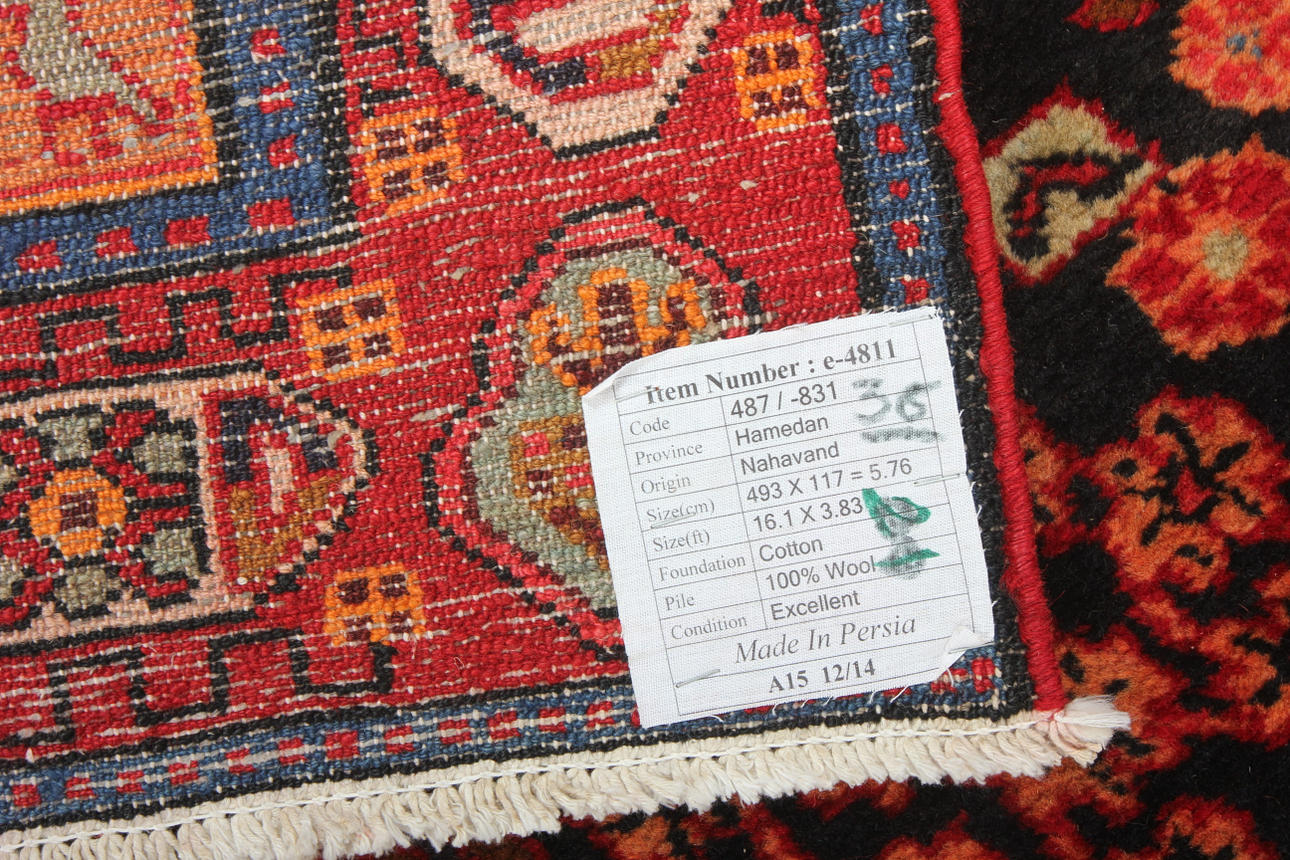 Item Number : e-4811
Code 487 / -831 36
Province Hamedan
Origin Nahavand
Size(cm) 493 X 117 = 5.76
Size(ft) 16.1 X 3.83
Foundation Cotton
Pile 100% Wool
Condition Excellent
Made In Persia
A15 12/14